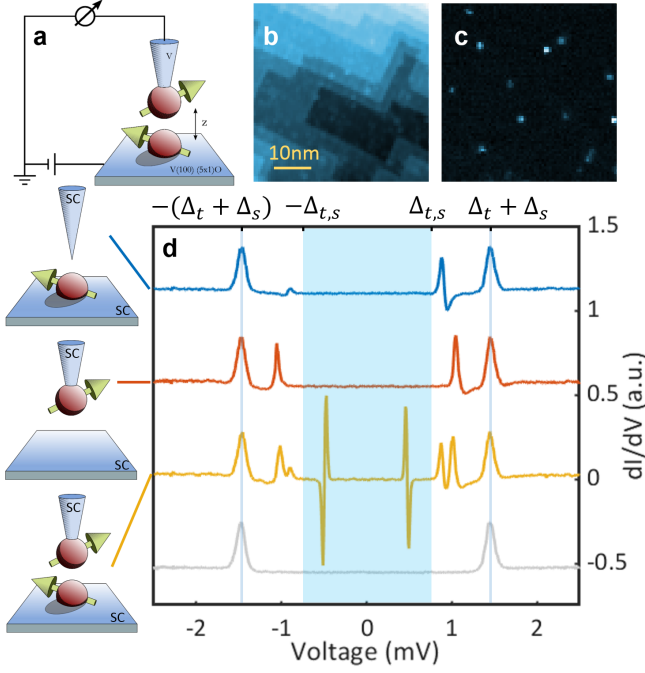 a
b
c
V
z
V(100) (5x1)O
10nm
SC
SC
SC
SC
SC
SC
−(Δt + Δs) −Δt,s Δt,s Δt + Δs
d
1.5
1
0.5
0
-0.5
dI/dV (a.u.)
-2 -1 0 1 2
Voltage (mV)